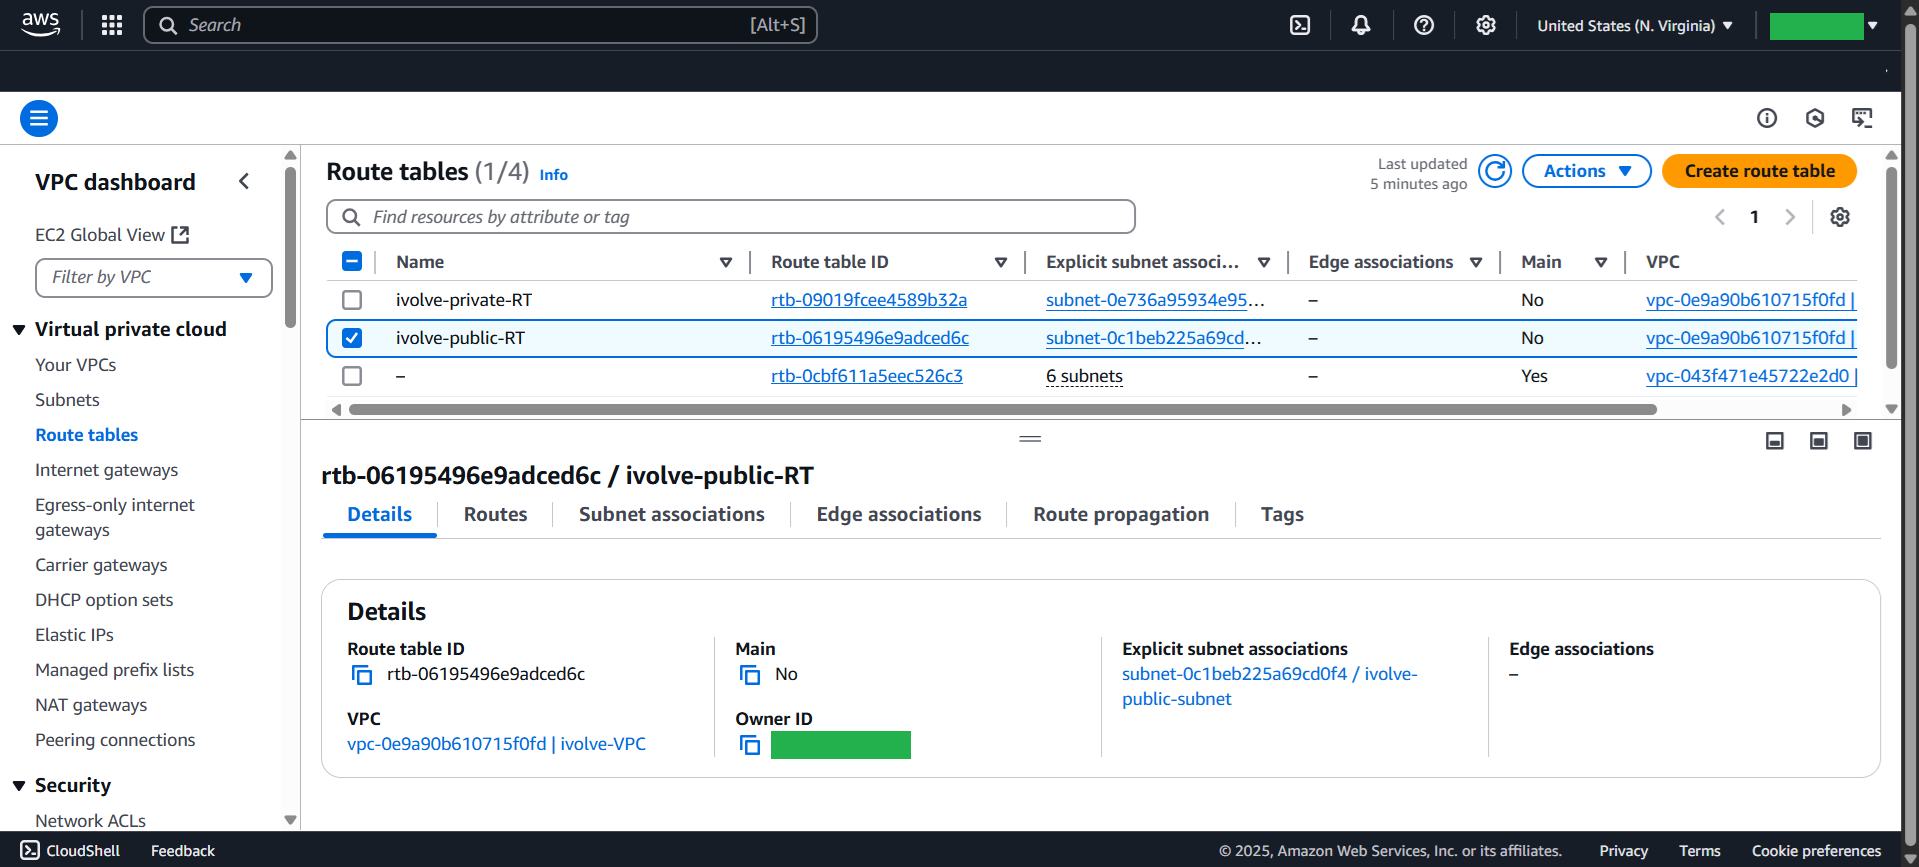 aws
Search [Alt+S]
United States (N. Virginia)
VPC dashboard
EC2 Global View
Filter by VPC
Virtual private cloud
Your VPCs
Subnets
Route tables
Internet gateways
Egress-only internet
gateways
Carrier gateways
DHCP option sets
Elastic IPs
Managed prefix lists
NAT gateways
Peering connections
Security
Network ACLs
Route tables (1/4) Info
Last updated
5 minutes ago
Actions
Create route table
Find resources by attribute or tag
1
Name Route table ID Explicit subnet associ... Edge associations Main VPC
ivolve-private-RT rtb-09019fcee4589b32a subnet-0e736a95934e95... – No vpc-0e9a90b610715f0fd |
ivolve-public-RT rtb-06195496e9adced6c subnet-0c1beb225a69cd... – No vpc-0e9a90b610715f0fd |
– rtb-0cbf611a5eec526c3 6 subnets – Yes vpc-043f471e45722e2d0 |
rtb-06195496e9adced6c / ivolve-public-RT
Details Routes Subnet associations Edge associations Route propagation Tags
Details
Route table ID
rtb-06195496e9adced6c
VPC
vpc-0e9a90b610715f0fd | ivolve-VPC
Main
No
Owner ID
Explicit subnet associations
subnet-0c1beb225a69cd0f4 / ivolve-
public-subnet
Edge associations
–
CloudShell Feedback © 2025, Amazon Web Services, Inc. or its affiliates. Privacy Terms Cookie preferences